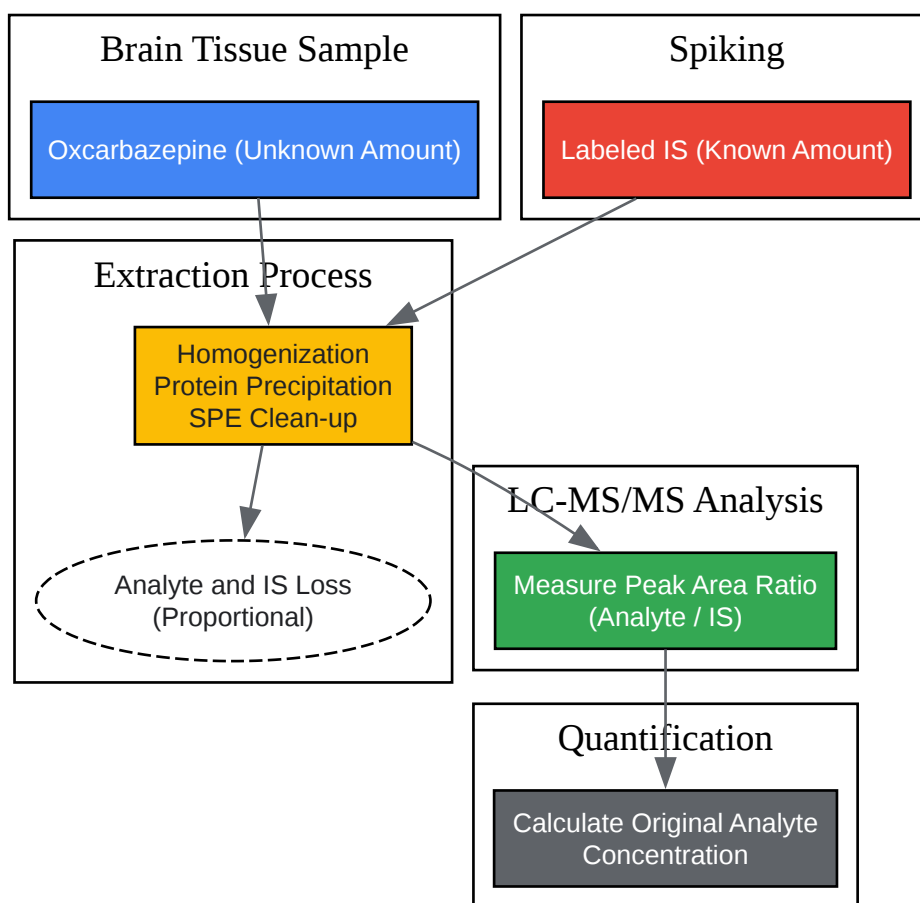 Brain Tissue Sample
Oxcarbazepine (Unknown Amount)
Spiking
Labeled IS (Known Amount)
Extraction Process
Homogenization
Protein Precipitation
SPE Clean-up
Analyte and IS Loss
(Proportional)
LC-MS/MS Analysis
Measure Peak Area Ratio
(Analyte / IS)
Quantification
Calculate Original Analyte
Concentration